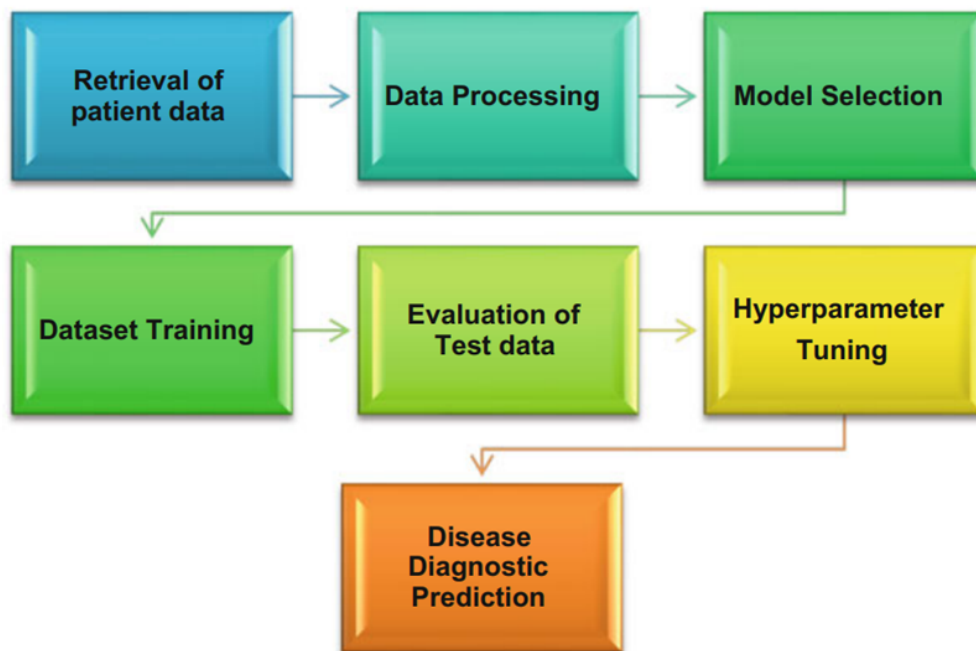 Retrieval of
patient data
Data Processing
Model Selection
Dataset Training
Evaluation of
Test data
Hyperparameter
Tuning
Disease
Diagnostic
Prediction